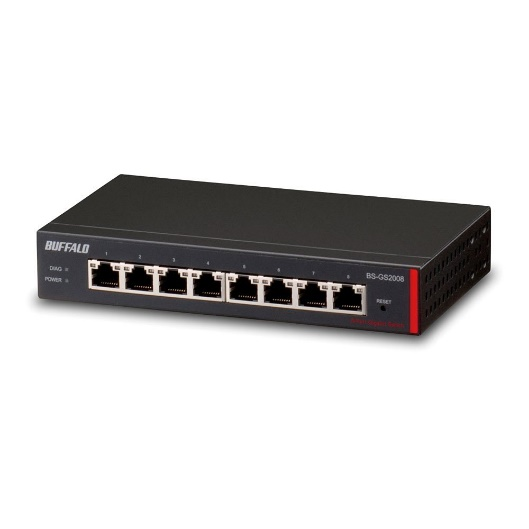 BUFFALO
1 2 3 4 5 6 7 8
BS-GS2008
DIAG
POWER
RESET